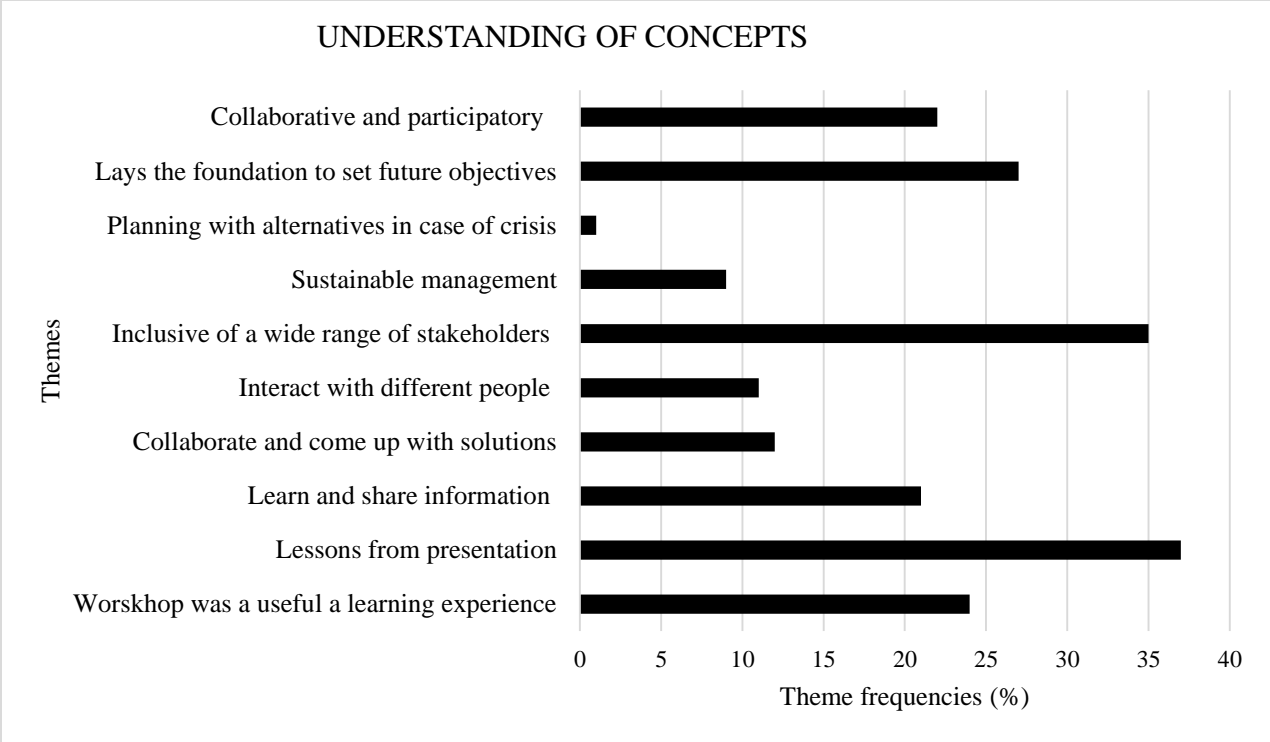 UNDERSTANDING OF CONCEPTS
Collaborative and participatory
Lays the foundation to set future objectives
Planning with alternatives in case of crisis
Sustainable management
Inclusive of a wide range of stakeholders
Interact with different people
Collaborate and come up with solutions
Learn and share information
Lessons from presentation
Worskhop was a useful a learning experience
Themes
0 5 10 15 20 25 30 35 40
Theme frequencies (%)